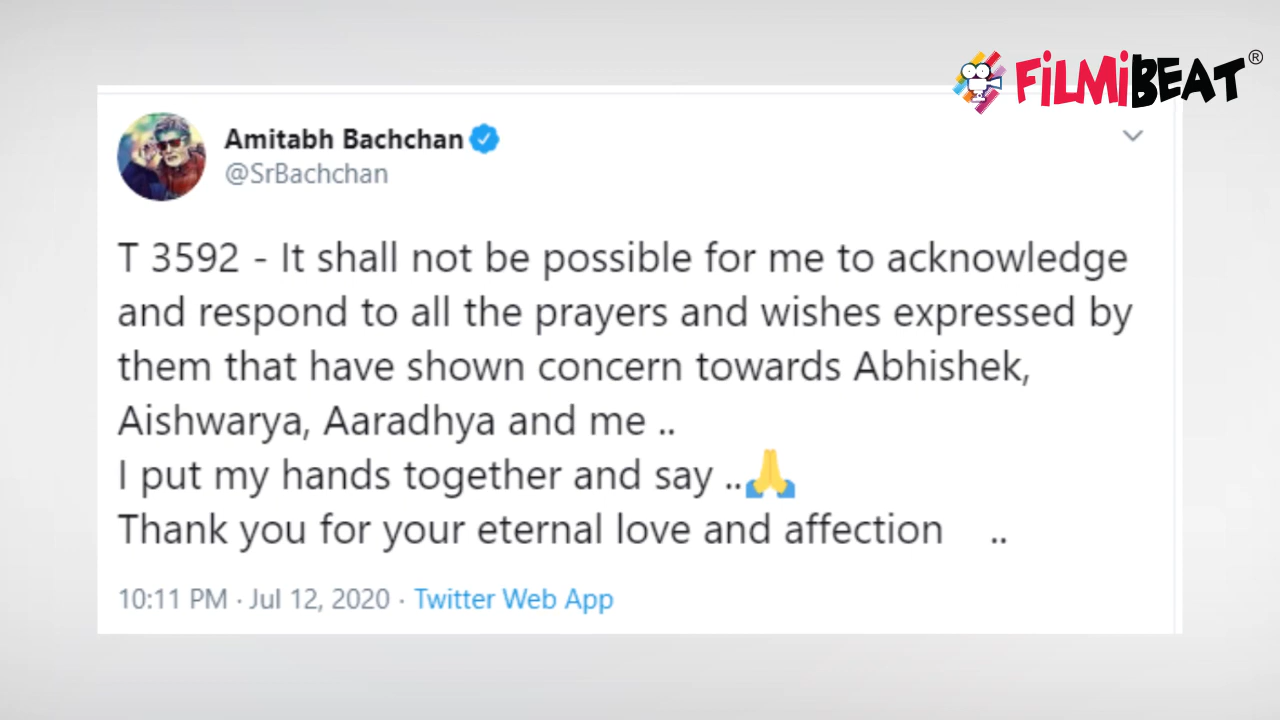 FiLMiBEAT®
Amitabh Bachchan
@SrBachchan
T 3592 - It shall not be possible for me to acknowledge
and respond to all the prayers and wishes expressed by
them that have shown concern towards Abhishek,
Aishwarya, Aaradhya and me ..
I put my hands together and say ..🙏
Thank you for your eternal love and affection ..
10:11 PM · Jul 12, 2020 · Twitter Web App